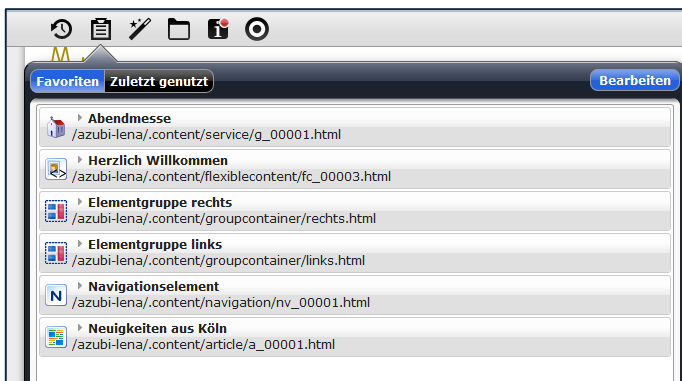 Favoriten Zuletzt genutzt Bearbeiten
Abendmesse
/azubi-lena/.content/service/g_00001.html
Herzlich Willkommen
/azubi-lena/.content/flexiblecontent/fc_00003.html
Elementgruppe rechts
/azubi-lena/.content/groupcontainer/rechts.html
Elementgruppe links
/azubi-lena/.content/groupcontainer/links.html
Navigationselement
/azubi-lena/.content/navigation/nv_00001.html
Neuigkeiten aus Köln
/azubi-lena/.content/article/a_00001.html